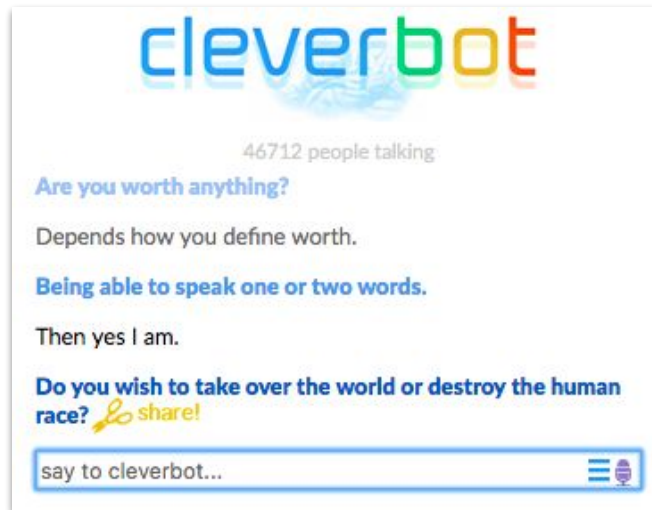 cleverbot
46712 people talking
Are you worth anything?
Depends how you define worth.
Being able to speak one or two words.
Then yes I am.
Do you wish to take over the world or destroy the human
race? share!
say to cleverbot...